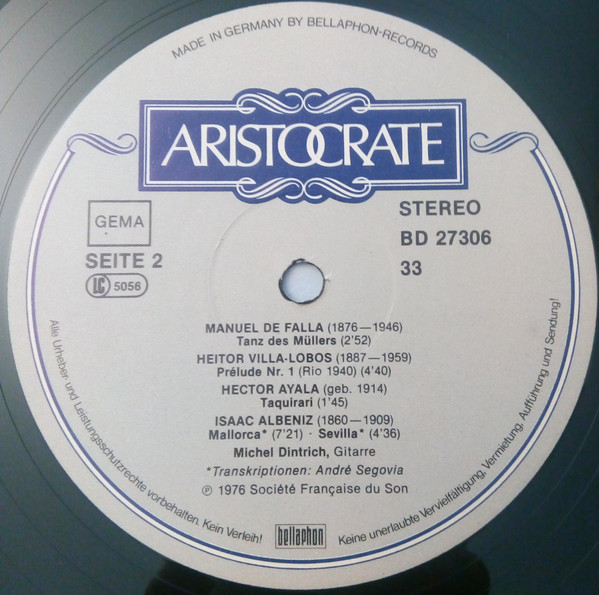 MADE IN GERMANY BY BELLAPHON-RECORDS
ARISTOCRATE
GEMA
SEITE 2
LC 5056
STEREO
BD 27306
33
MANUEL DE FALLA (1876—1946)
Tanz des Müllers (2'52)
HEITOR VILLA-LOBOS (1887—1959)
Prélude Nr. 1 (Rio 1940) (4'40)
HECTOR AYALA (geb. 1914)
Taquirari (1'45)
ISAAC ALBENIZ (1860—1909)
Mallorca* (7'21) · Sevilla* (4'36)
Michel Dintrich, Gitarre
*Transkriptionen: André Segovia
℗ 1976 Société Française du Son
bellaphon
Alle Urheber- und Leistungsschutzrechte vorbehalten. Kein Verleih! Keine unerlaubte Vervielfältigung, Vermietung, Aufführung und Sendung!